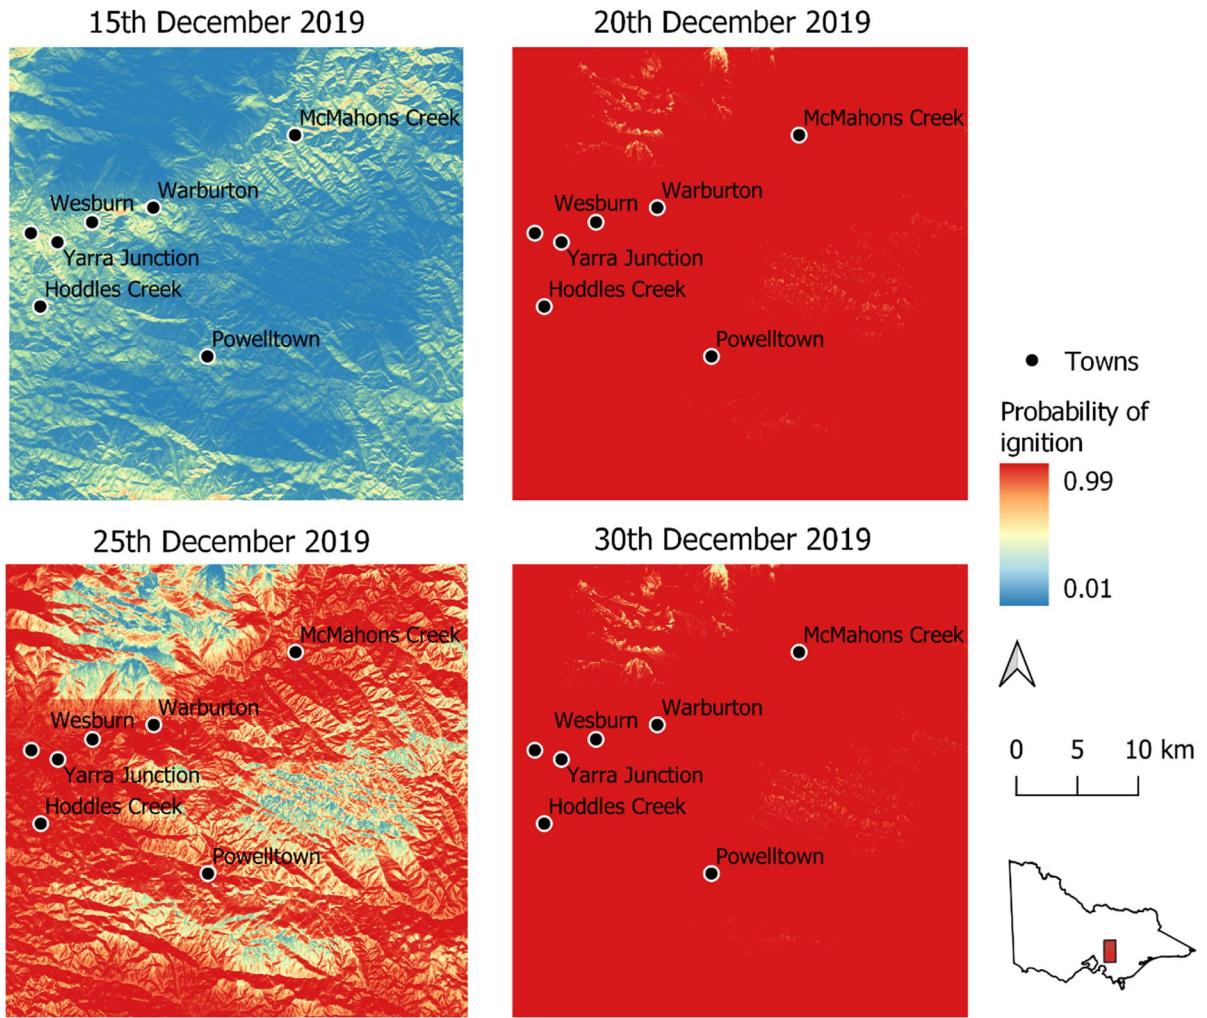 15th December 2019
20th December 2019
McMahons Creek
Warburton
Wesburn
Yarra Junction
Hoddles Creek
Powelltown
McMahons Creek
Warburton
Wesburn
Yarra Junction
Hoddles Creek
Powelltown
25th December 2019
30th December 2019
McMahons Creek
Warburton
Wesburn
Yarra Junction
Hoddles Creek
Powelltown
McMahons Creek
Warburton
Wesburn
Yarra Junction
Hoddles Creek
Powelltown
Towns
Probability of
ignition
0.99
0.01
0 5 10 km